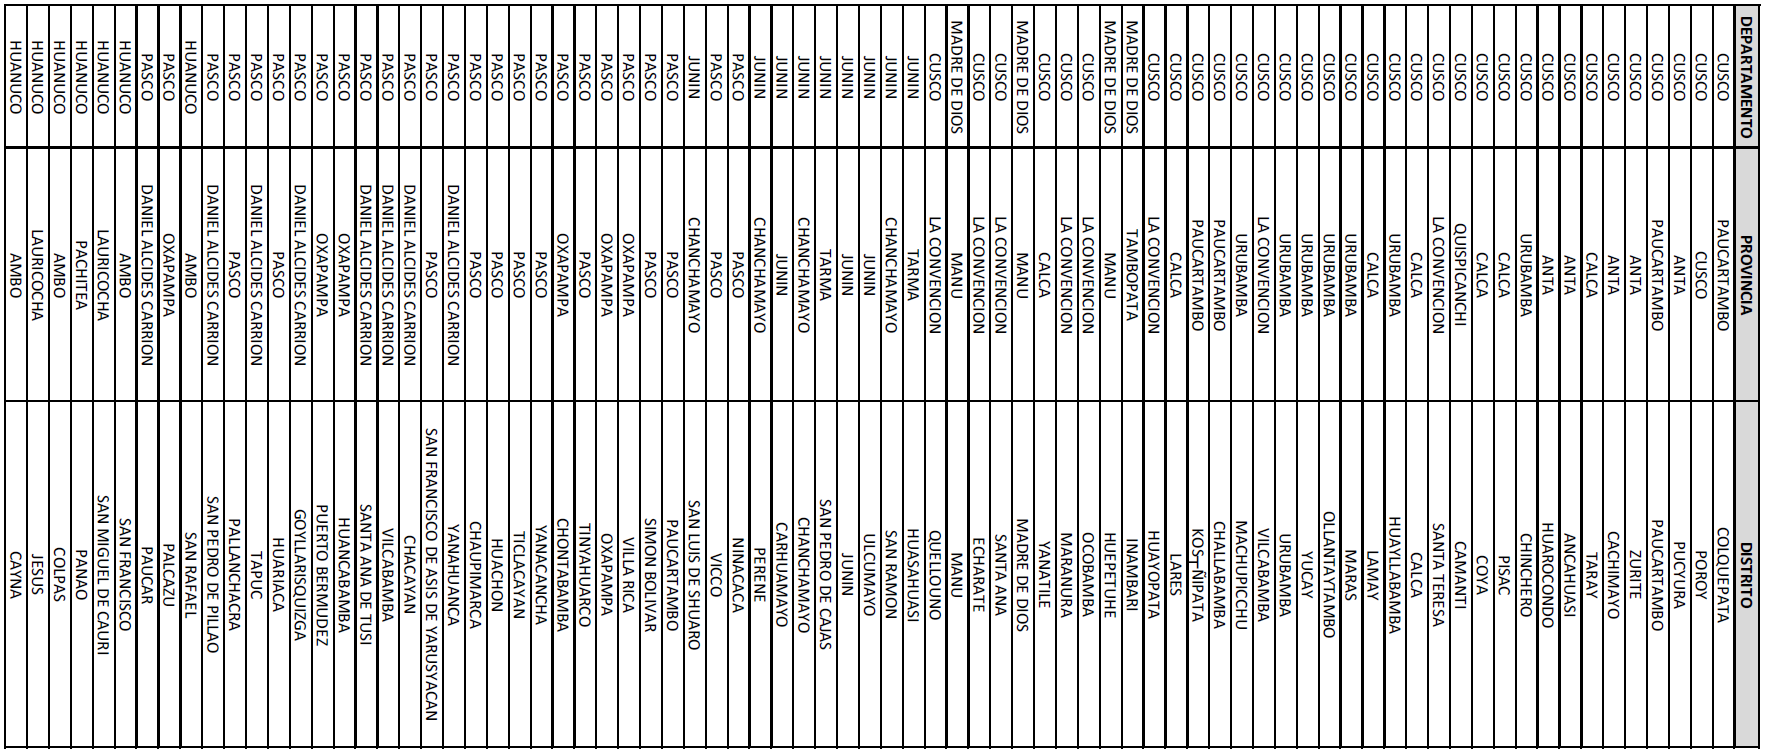 DEPARTAMENTO PROVINCIA DISTRITO
CUSCO PAUCARTAMBO COLQUEPATA
CUSCO CUSCO POROY
CUSCO ANTA PUCYURA
CUSCO PAUCARTAMBO PAUCARTAMBO
CUSCO ANTA ZURITE
CUSCO ANTA CACHIMAYO
CUSCO CALCA TARAY
CUSCO ANTA ANCAHUASI
CUSCO ANTA HUAROCONDO
CUSCO URUBAMBA CHINCHERO
CUSCO CALCA PISAC
CUSCO CALCA COYA
CUSCO QUISPICANCHI CAMANTI
CUSCO LA CONVENCION SANTA TERESA
CUSCO CALCA CALCA
CUSCO URUBAMBA HUAYLLABAMBA
CUSCO CALCA LAMAY
CUSCO URUBAMBA MARAS
CUSCO URUBAMBA OLLANTAYTAMBO
CUSCO URUBAMBA YUCAY
CUSCO URUBAMBA URUBAMBA
CUSCO LA CONVENCION VILCABAMBA
CUSCO URUBAMBA MACHUPICCHU
CUSCO PAUCARTAMBO CHALLABAMBA
CUSCO PAUCARTAMBO KOS┬ÑIPATA
CUSCO CALCA LARES
CUSCO LA CONVENCION HUAYOPATA
MADRE DE DIOS TAMBOPATA INAMBARI
MADRE DE DIOS MANU HUEPETUHE
CUSCO LA CONVENCION OCOBAMBA
CUSCO LA CONVENCION MARANURA
CUSCO CALCA YANATILE
MADRE DE DIOS MANU MADRE DE DIOS
CUSCO LA CONVENCION SANTA ANA
CUSCO LA CONVENCION ECHARATE
MADRE DE DIOS MANU MANU
CUSCO LA CONVENCION QUELLOUNO
JUNIN TARMA HUASAHUASI
JUNIN CHANCHAMAYO SAN RAMON
JUNIN JUNIN ULCUMAYO
JUNIN JUNIN JUNIN
JUNIN TARMA SAN PEDRO DE CAJAS
JUNIN CHANCHAMAYO CHANCHAMAYO
JUNIN JUNIN CARHUAMAYO
JUNIN CHANCHAMAYO PERENE
PASCO PASCO NINACACA
PASCO PASCO VICCO
JUNIN CHANCHAMAYO SAN LUIS DE SHUARO
PASCO PASCO PAUCARTAMBO
PASCO PASCO SIMON BOLIVAR
PASCO OXAPAMPA VILLA RICA
PASCO OXAPAMPA OXAPAMPA
PASCO PASCO TINYAHUARCO
PASCO OXAPAMPA CHONTABAMBA
PASCO PASCO YANACANCHA
PASCO PASCO TICLACAYAN
PASCO PASCO HUACHON
PASCO PASCO CHAUPIMARCA
PASCO DANIEL ALCIDES CARRION YANAHUANCA
PASCO PASCO SAN FRANCISCO DE ASIS DE YARUSYACAN
PASCO DANIEL ALCIDES CARRION CHACAYAN
PASCO DANIEL ALCIDES CARRION VILCABAMBA
PASCO DANIEL ALCIDES CARRION SANTA ANA DE TUSI
PASCO OXAPAMPA HUANCABAMBA
PASCO OXAPAMPA PUERTO BERMUDEZ
PASCO DANIEL ALCIDES CARRION GOYLLARISQUIZGA
PASCO PASCO HUARIACA
PASCO DANIEL ALCIDES CARRION TAPUC
PASCO PASCO PALLANCHACRA
PASCO DANIEL ALCIDES CARRION SAN PEDRO DE PILLAO
HUANUCO AMBO SAN RAFAEL
PASCO OXAPAMPA PALCAZU
PASCO DANIEL ALCIDES CARRION PAUCAR
HUANUCO AMBO SAN FRANCISCO
HUANUCO LAURICOCHA SAN MIGUEL DE CAURI
HUANUCO PACHITEA PANAO
HUANUCO AMBO COLPAS
HUANUCO LAURICOCHA JESUS
HUANUCO AMBO CAYNA